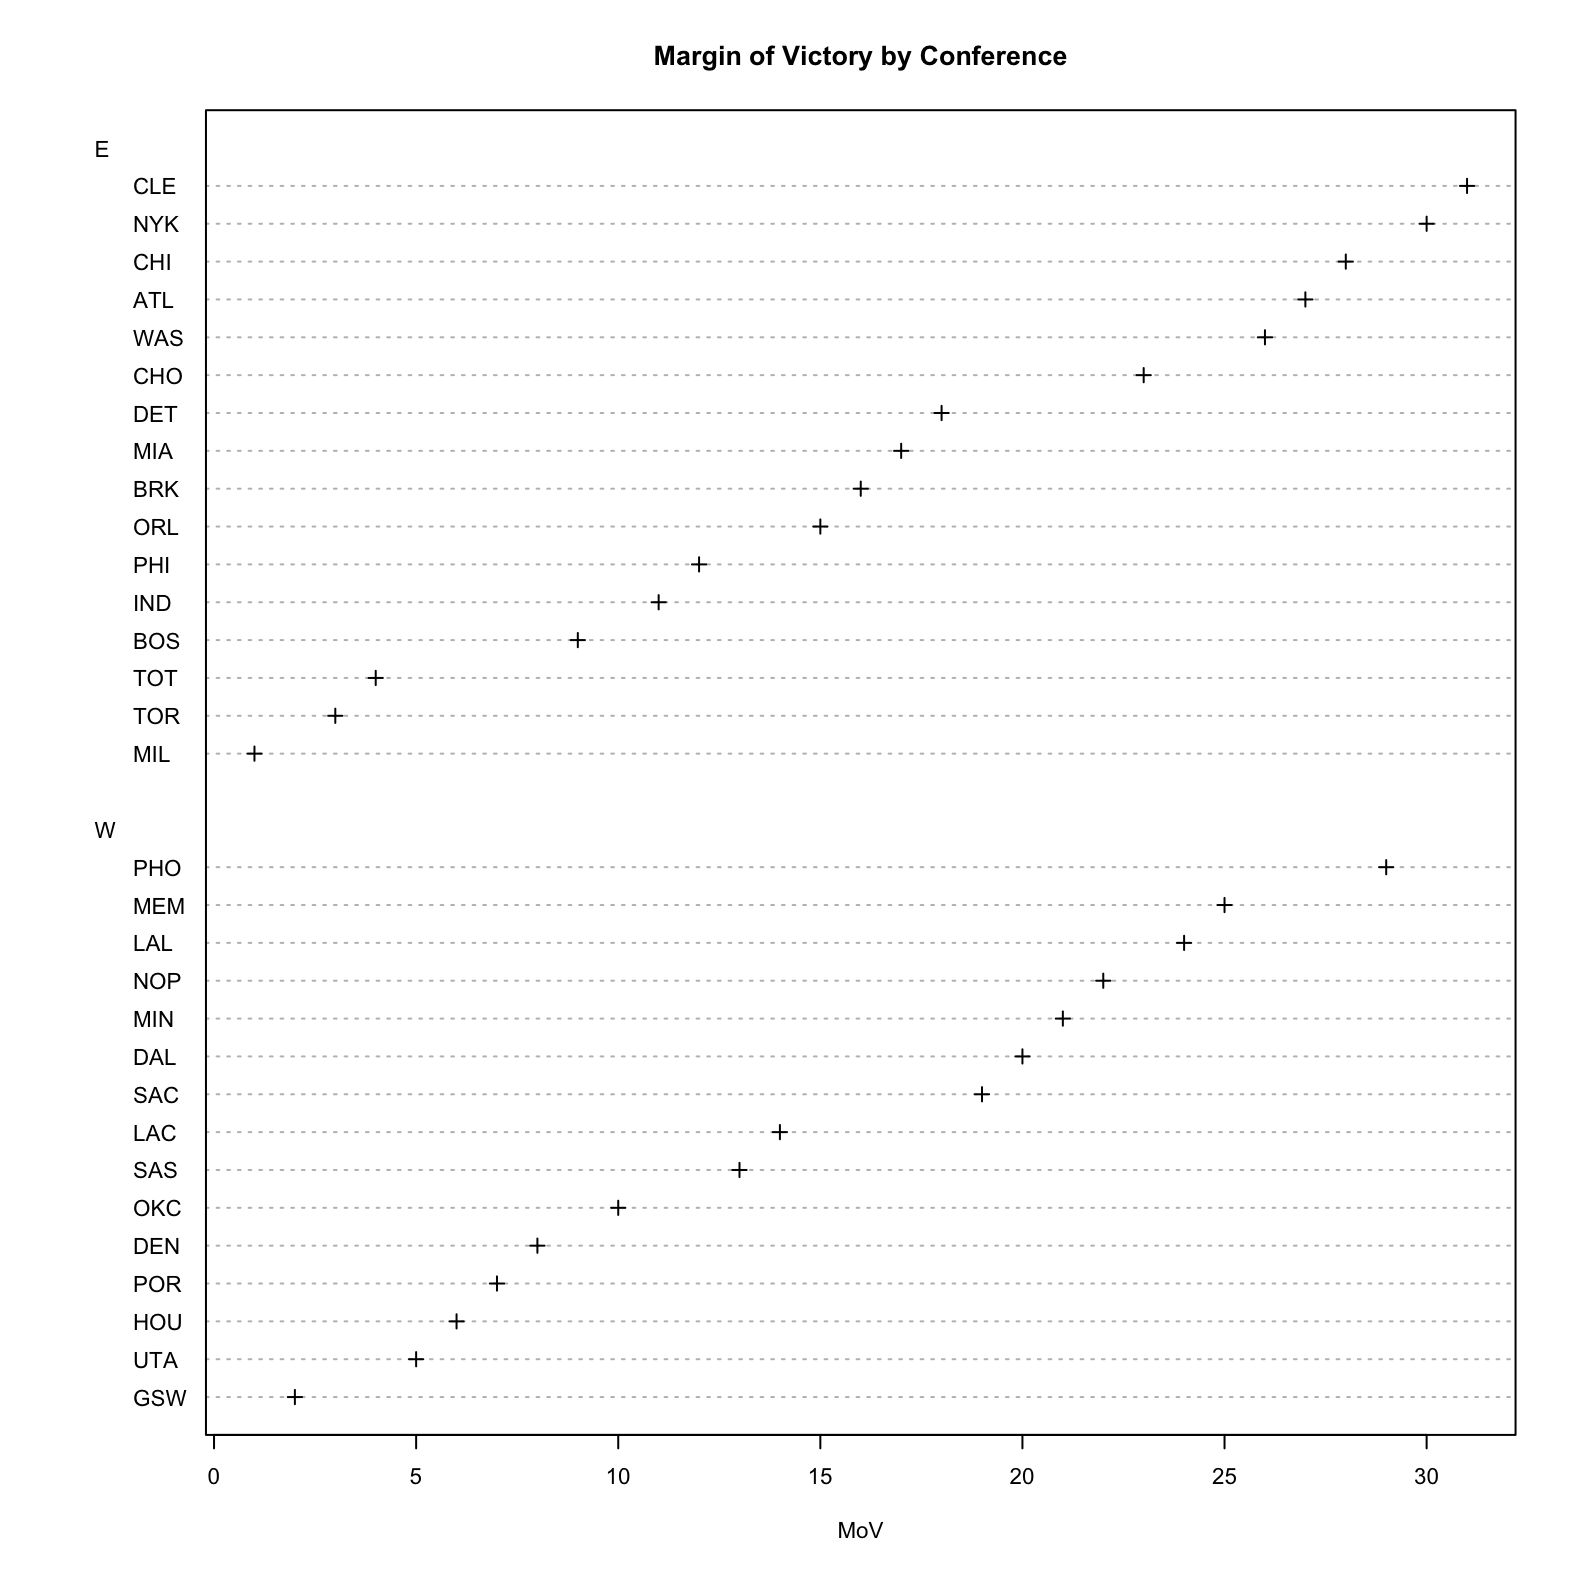 Margin of Victory by Conference
E
CLE
NYK
CHI
ATL
WAS
CHO
DET
MIA
BRK
ORL
PHI
IND
BOS
TOT
TOR
MIL
W
PHO
MEM
LAL
NOP
MIN
DAL
SAC
LAC
SAS
OKC
DEN
POR
HOU
UTA
GSW
0 5 10 15 20 25 30
MoV